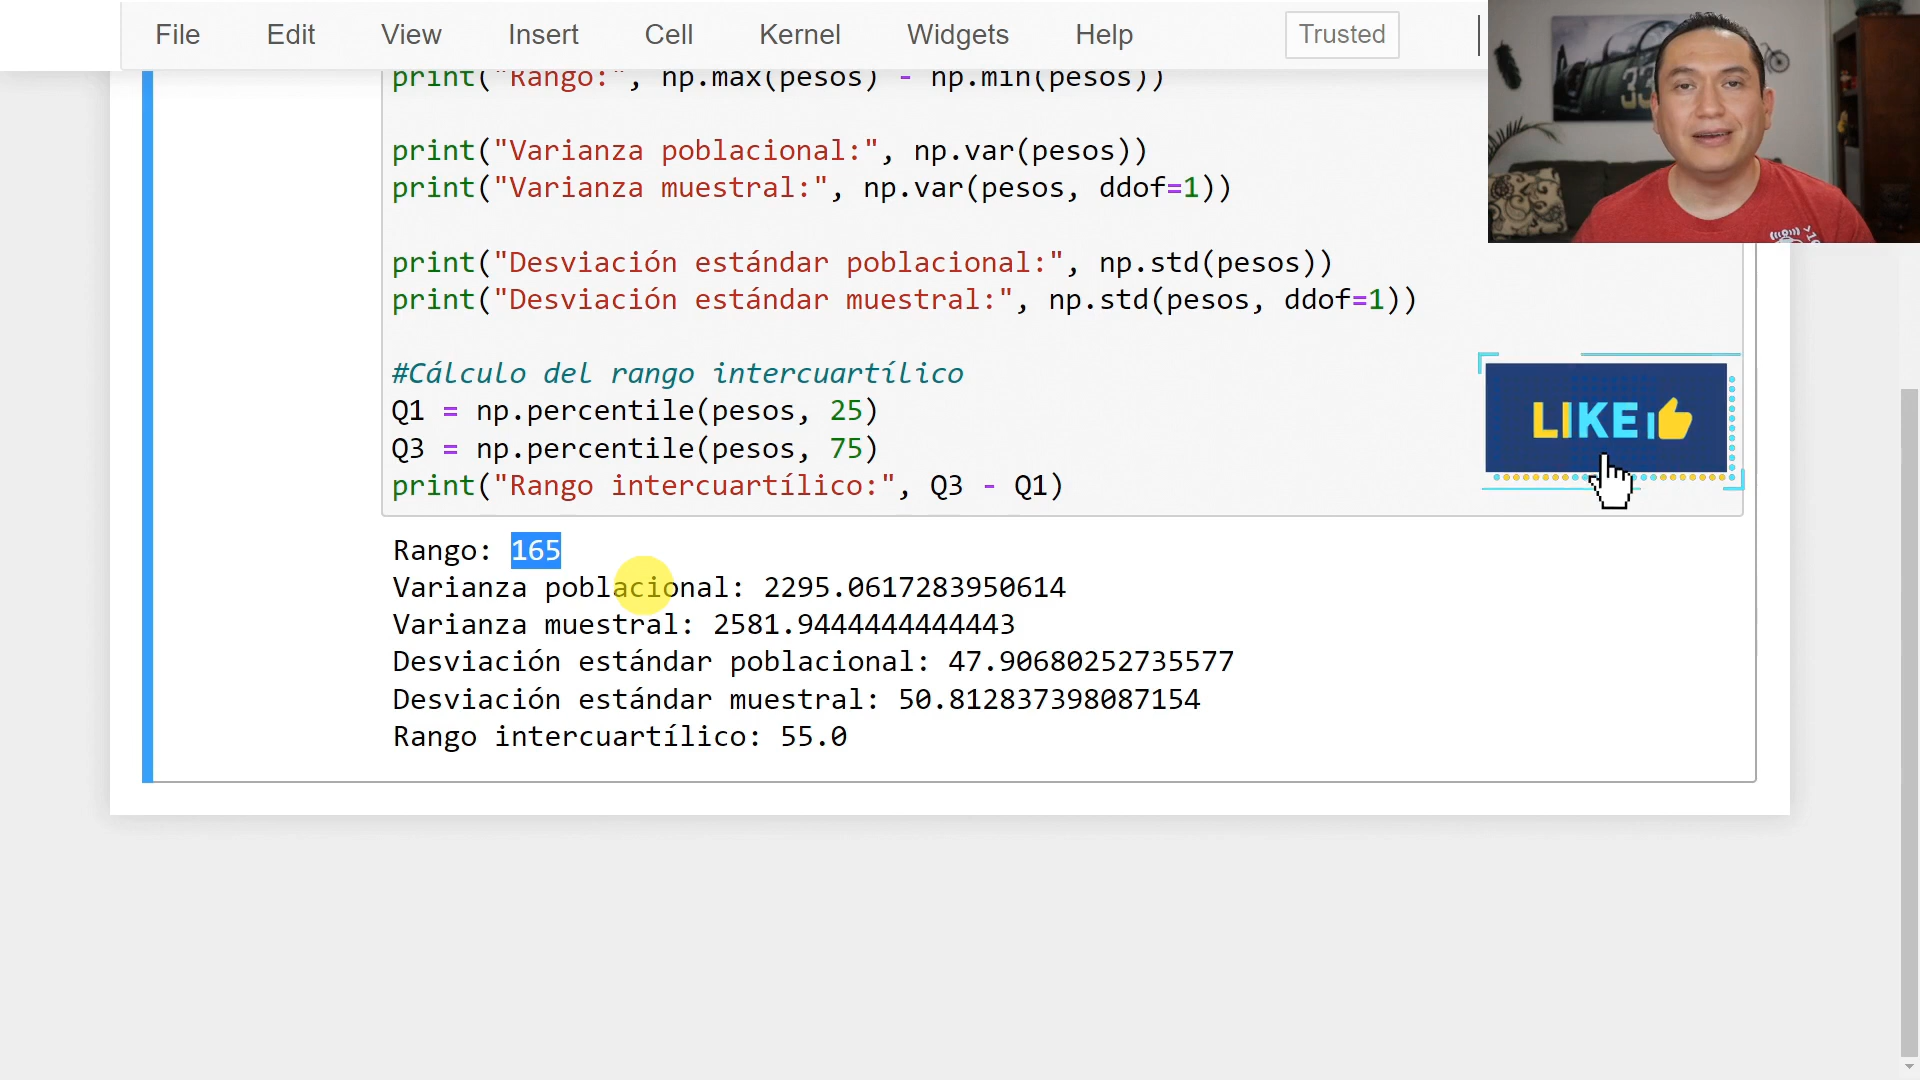 File Edit View Insert Cell Kernel Widgets Help Trusted
print("Rango:", np.max(pesos) - np.min(pesos))
print("Varianza poblacional:", np.var(pesos))
print("Varianza muestral:", np.var(pesos, ddof=1))
print("Desviación estándar poblacional:", np.std(pesos))
print("Desviación estándar muestral:", np.std(pesos, ddof=1))
#Cálculo del rango intercuartílico
Q1 = np.percentile(pesos, 25)
Q3 = np.percentile(pesos, 75)
print("Rango intercuartílico:", Q3 - Q1)
LIKE
Rango: 165
Varianza poblacional: 2295.0617283950614
Varianza muestral: 2581.9444444444443
Desviación estándar poblacional: 47.90680252735577
Desviación estándar muestral: 50.812837398087154
Rango intercuartílico: 55.0
33